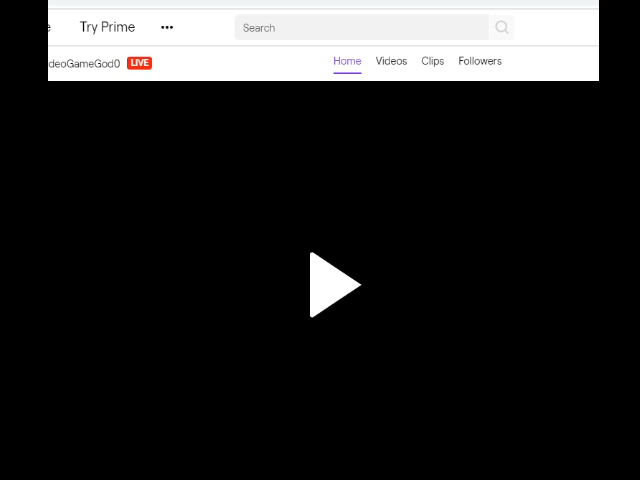 Try Prime ••• Search
deoGameGod0 LIVE Home Videos Clips Followers